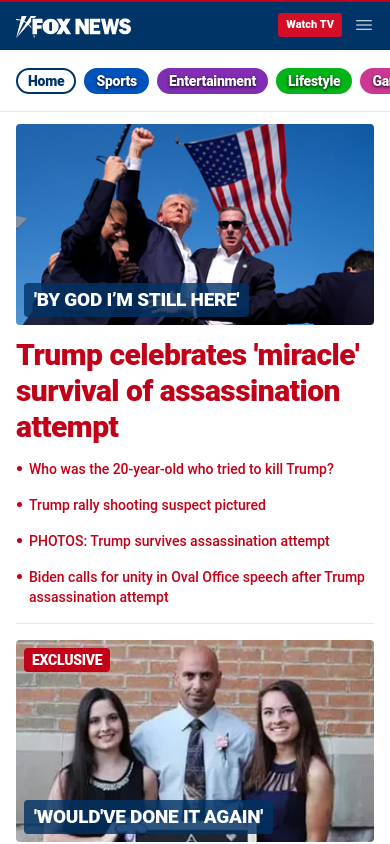 FOX NEWS
Watch TV
Home
Sports
Entertainment
Lifestyle
'BY GOD I’M STILL HERE'
Trump celebrates 'miracle'
survival of assassination
attempt
• Who was the 20-year-old who tried to kill Trump?
• Trump rally shooting suspect pictured
• PHOTOS: Trump survives assassination attempt
• Biden calls for unity in Oval Office speech after Trump
assassination attempt
EXCLUSIVE
'WOULD'VE DONE IT AGAIN'